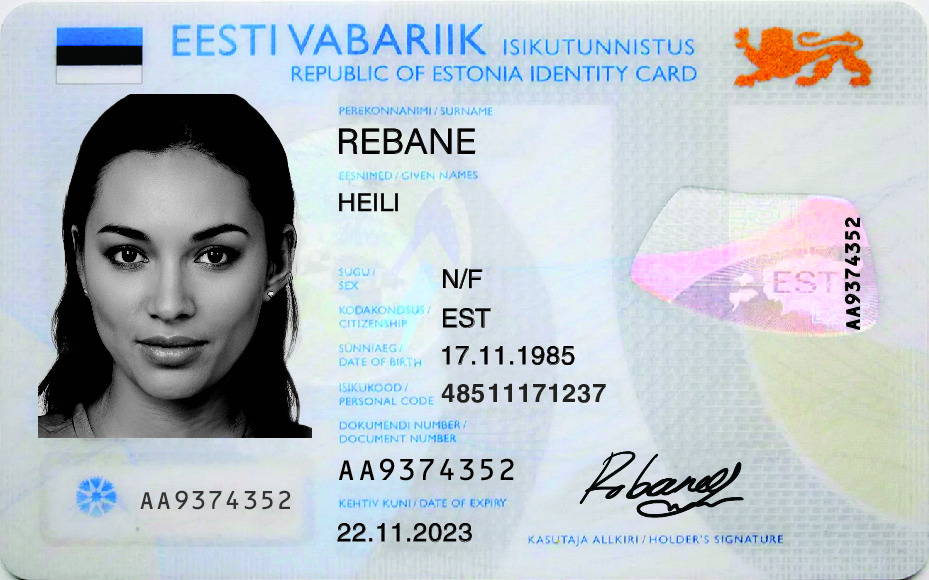 EESTI VABARIIK ISIKUTUNNISTUS
REPUBLIC OF ESTONIA IDENTITY CARD
PEREKONNANIMI / SURNAME
REBANE
EESNIMED / GIVEN NAMES
HEILI
SUGU /
SEX
N/F
KODAKONDSUS /
CITIZENSHIP
EST
SÜNNIAEG /
DATE OF BIRTH
17.11.1985
ISIKUKOOD /
PERSONAL CODE
48511171237
DOKUMENDI NUMBER /
DOCUMENT NUMBER
AA9374352
KEHTIV KUNI / DATE OF EXPIRY
22.11.2023
AA9374352
EST
AA9374352
Rebane
KASUTAJA ALLKIRI / HOLDER'S SIGNATURE